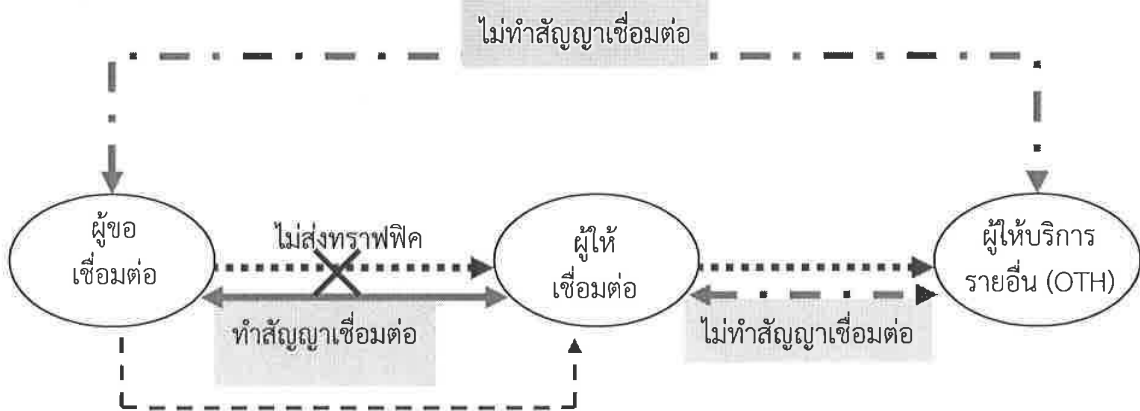 ไม่ทำสัญญาเชื่อมต่อ
ผู้ขอ
เชื่อมต่อ
ไม่ส่งทราฟฟิค
ทำสัญญาเชื่อมต่อ
ผู้ให้
เชื่อมต่อ
ไม่ทำสัญญาเชื่อมต่อ
ผู้ให้บริการ
รายอื่น (OTH)